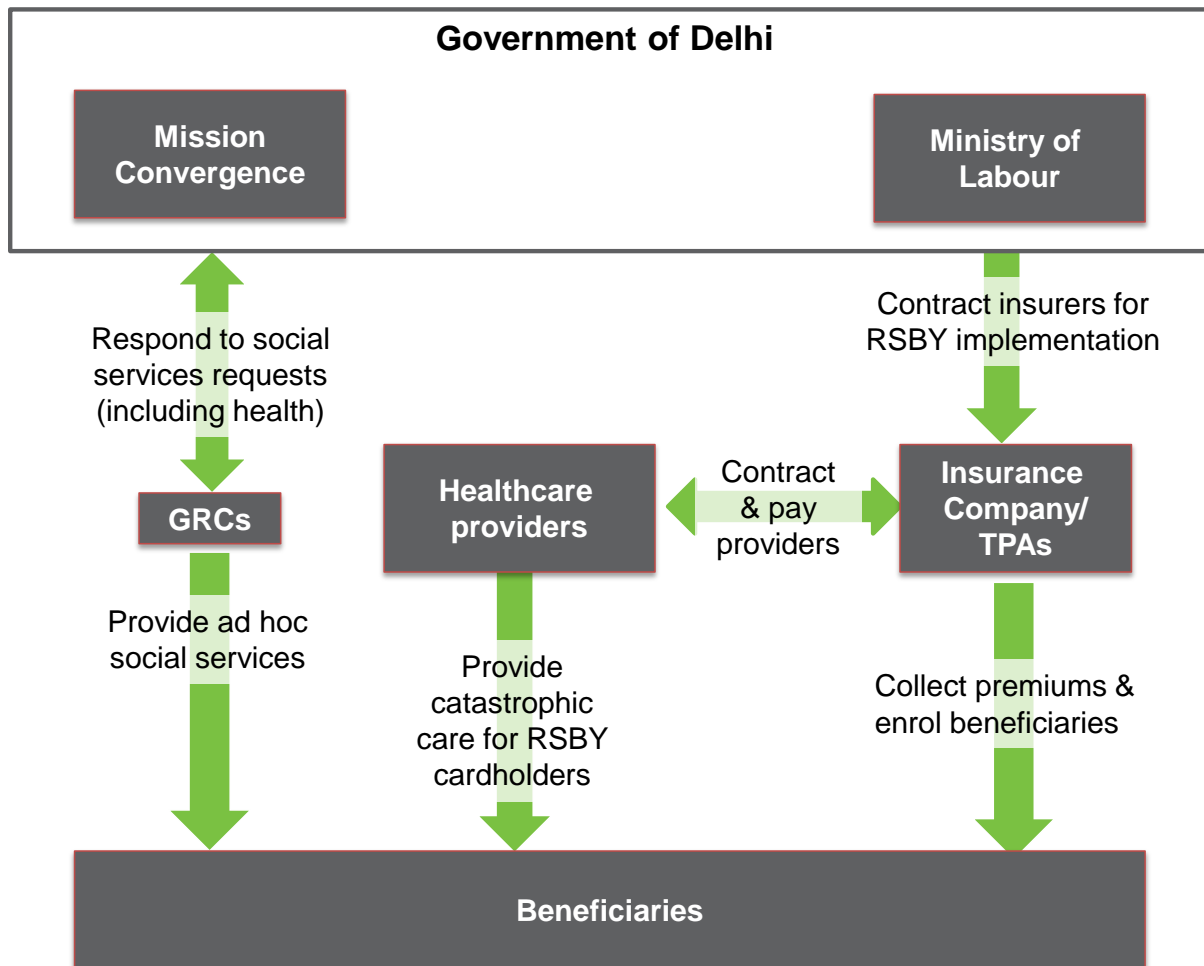 Government of Delhi
Mission
Convergence
Ministry of
Labour
Respond to social
services requests
(including health)
Contract insurers for
RSBY implementation
GRCs
Healthcare
providers
Contract
& pay
providers
Insurance
Company/
TPAs
Provide ad hoc
social services
Provide
catastrophic
care for RSBY
cardholders
Collect premiums &
enrol beneficiaries
Beneficiaries